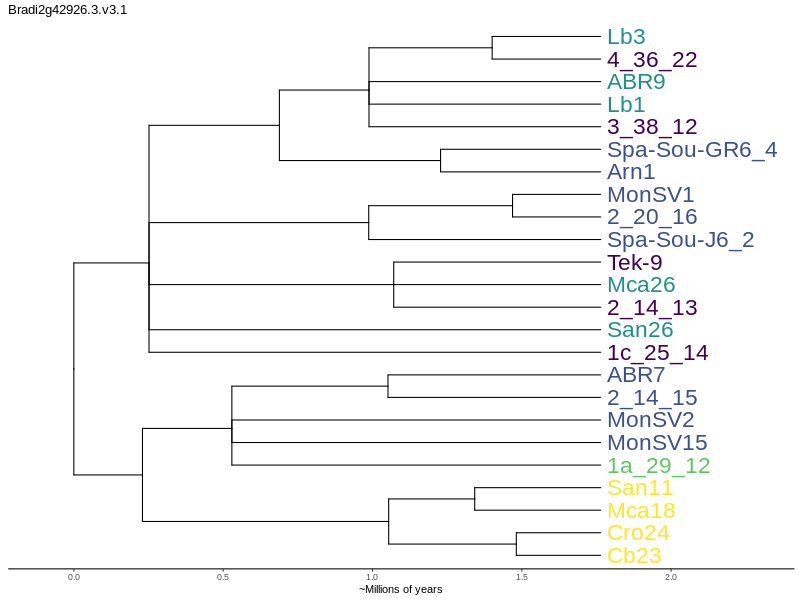 Bradi2g42926.3.v3.1
Lb3
4_36_22
ABR9
Lb1
3_38_12
Spa-Sou-GR6_4
Arn1
MonSV1
2_20_16
Spa-Sou-J6_2
Tek-9
Mca26
2_14_13
San26
1c_25_14
ABR7
2_14_15
MonSV2
MonSV15
1a_29_12
San11
Mca18
Cro24
Cb23
0.0 0.5 1.0 1.5 2.0
~Millions of years